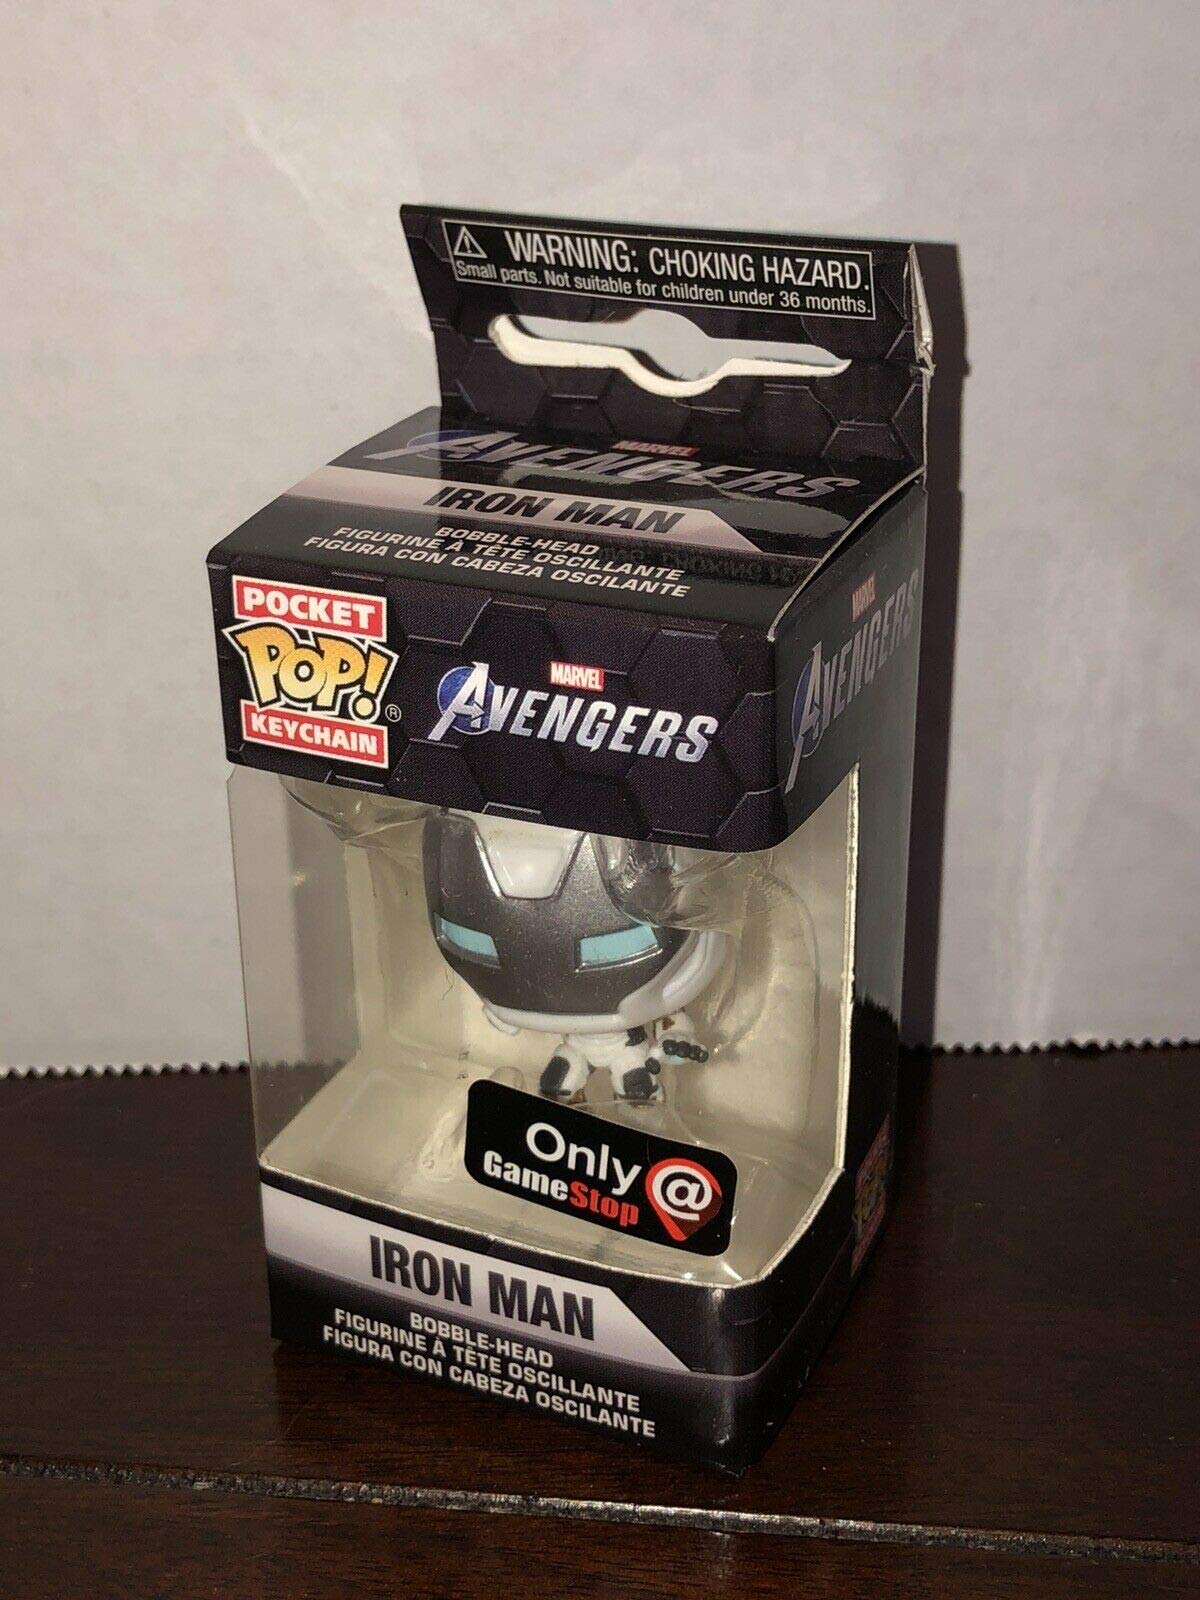 WARNING: CHOKING HAZARD.
Small parts. Not suitable for children under 36 months.
MARVEL
AVENGERS
IRON MAN
BOBBLE-HEAD
FIGURINE À TÊTE OSCILLANTE
FIGURA CON CABEZA OSCILANTE
POCKET
POP!®
KEYCHAIN
MARVEL
AVENGERS
MARVEL
AVENGERS
Only @
GameStop
IRON MAN
BOBBLE-HEAD
FIGURINE À TÊTE OSCILLANTE
FIGURA CON CABEZA OSCILANTE